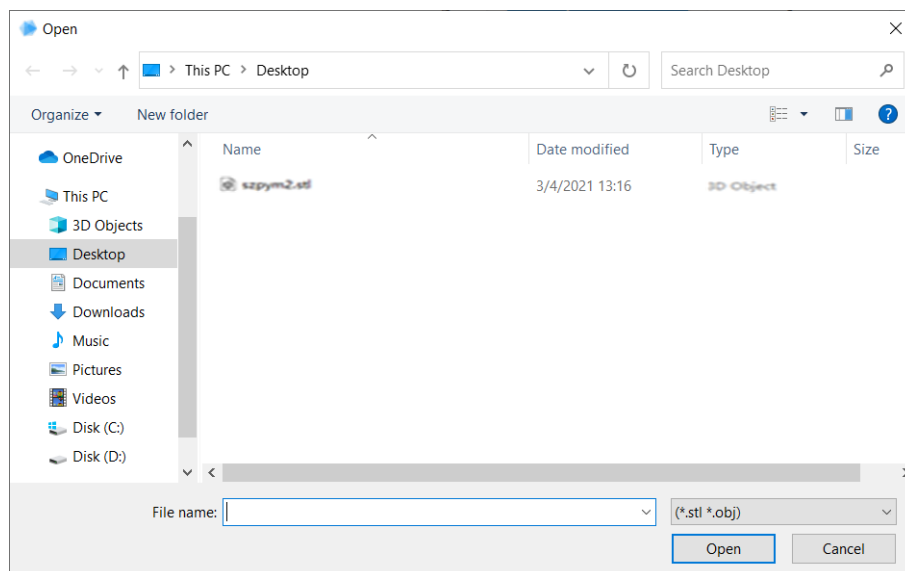 Open
This PC > Desktop
Search Desktop
Organize
New folder
?
OneDrive
This PC
3D Objects
Desktop
Documents
Downloads
Music
Pictures
Videos
Disk (C:)
Disk (D:)
Name
Date modified
Type
Size
szpym2.stl
3/4/2021 13:16
3D Object
File name:
(*.stl *.obj)
Open
Cancel